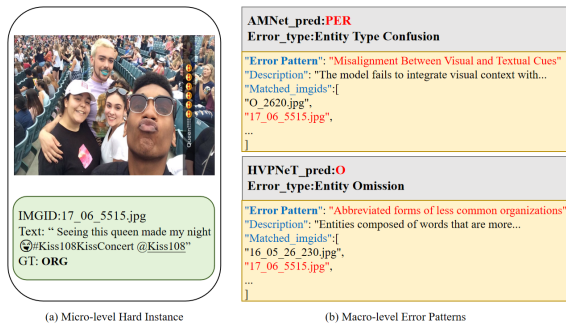 Queen!!!!
IMGID:17_06_5515.jpg
Text: “ Seeing this queen made my night
😜#Kiss108KissConcert @Kiss108”
GT: ORG
(a) Micro-level Hard Instance
AMNet_pred:PER
Error_type:Entity Type Confusion
"Error Pattern": "Misalignment Between Visual and Textual Cues"
"Description": "The model fails to integrate visual context with...
"Matched_imgids":[
"O_2620.jpg",
"17_06_5515.jpg",
...
]
HVPNeT_pred:O
Error_type:Entity Omission
"Error Pattern": "Abbreviated forms of less common organizations"
"Description": "Entities composed of words that are more...
"Matched_imgids":[
"16_05_26_230.jpg",
"17_06_5515.jpg",
...
]
(b) Macro-level Error Patterns